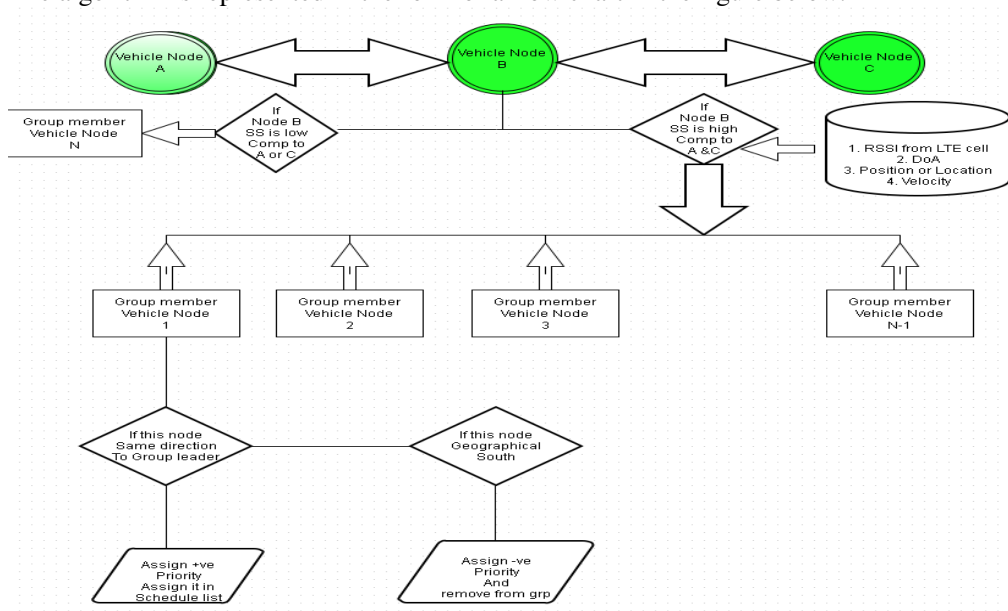 Vehicle Node
A
Vehicle Node
B
Vehicle Node
C
Group member
Vehicle Node
N
If
Node B
SS is low
Comp to
A or C
If
Node B
SS is high
Comp to
A &C
1. RSSI from LTE cell
2. DoA
3. Position or Location
4. Velocity
Group member
Vehicle Node
1
Group member
Vehicle Node
2
Group member
Vehicle Node
3
Group member
Vehicle Node
N-1
If this node
Same direction
To Group leader
If this node
Geographical
South
Assign +ve
Priority
Assign it in
Schedule list
Assign -ve
Priority
And
remove from grp